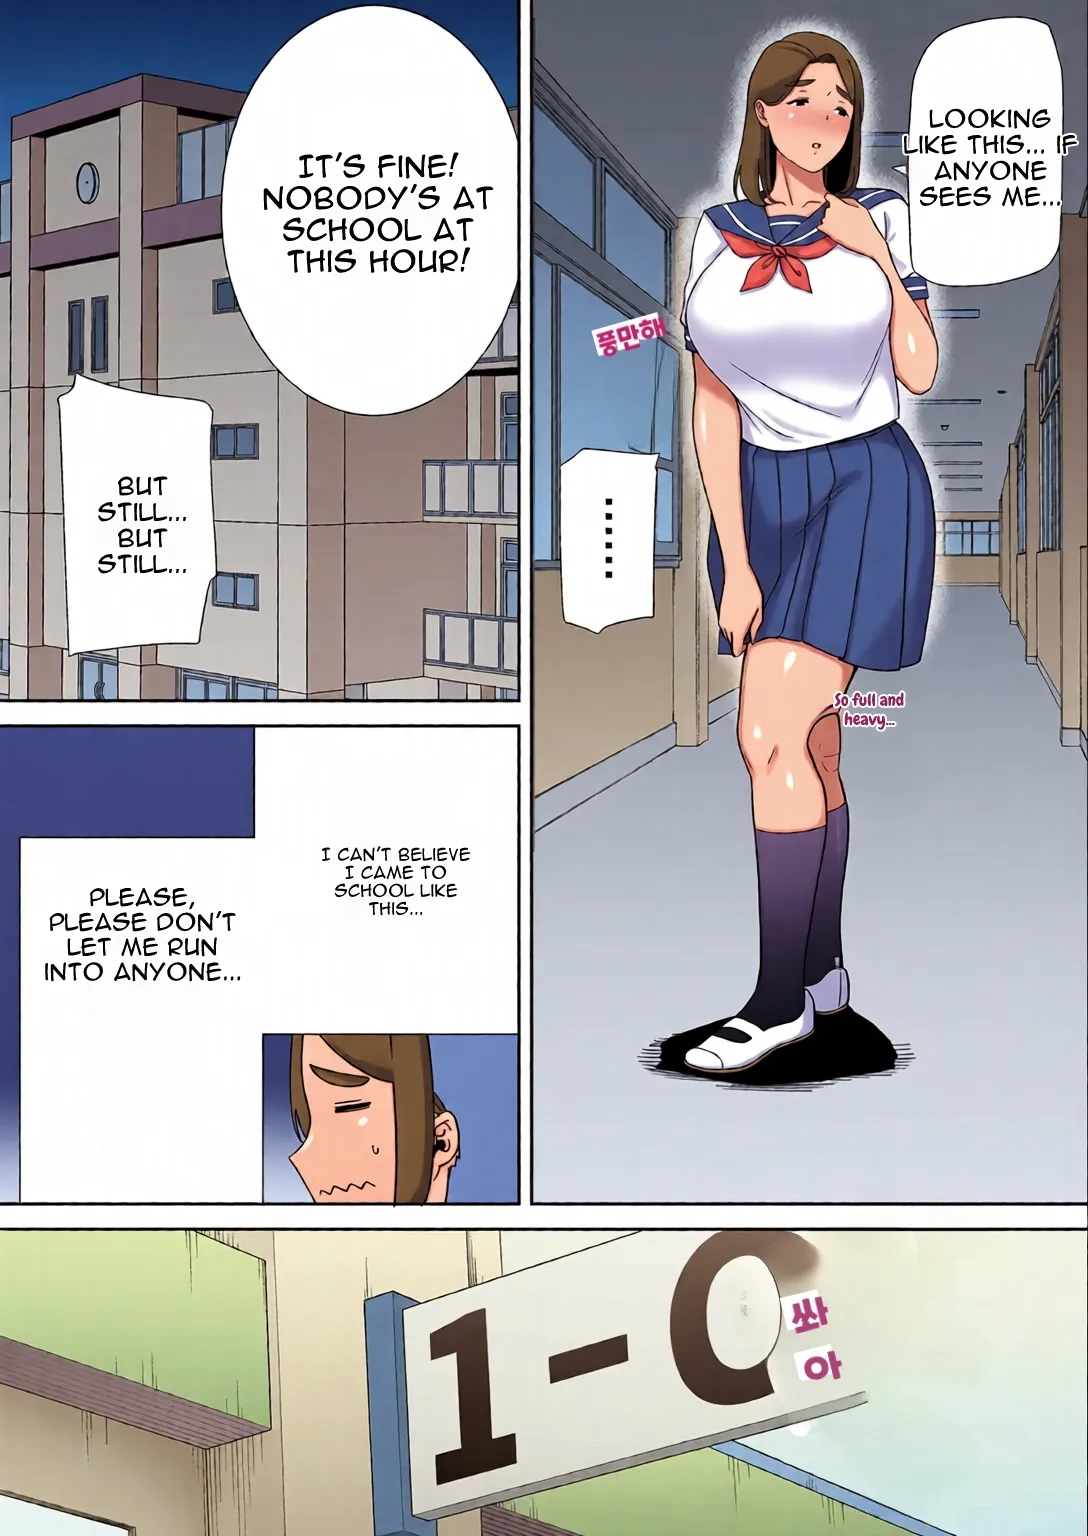 IT'S FINE!
NOBODY'S AT
SCHOOL AT
THIS HOUR!
BUT
STILL...
BUT
STILL...
LOOKING
LIKE THIS... IF
ANYONE
SEES ME...
풍만해
......
So full and
heavy...
I CAN'T BELIEVE
I CAME TO
SCHOOL LIKE
THIS...
PLEASE,
PLEASE DON'T
LET ME RUN
INTO ANYONE...
1-C
쏴
아